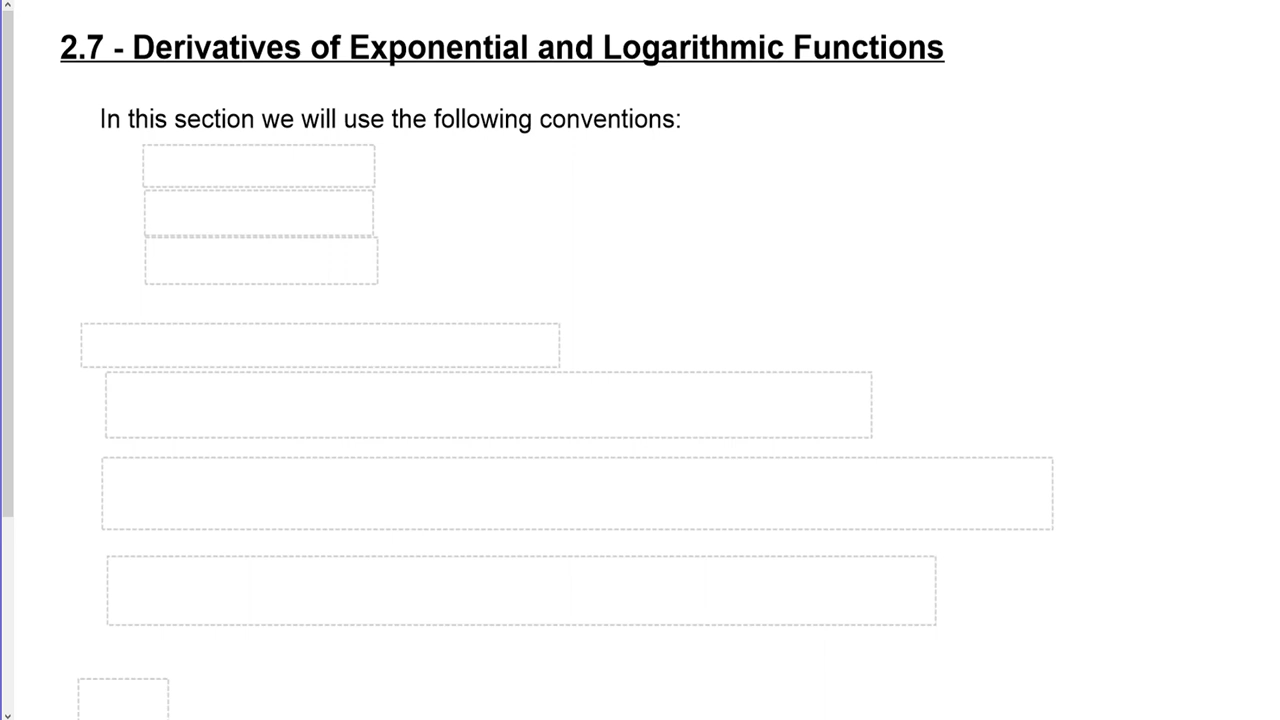 2.7 - Derivatives of Exponential and Logarithmic Functions
In this section we will use the following conventions: